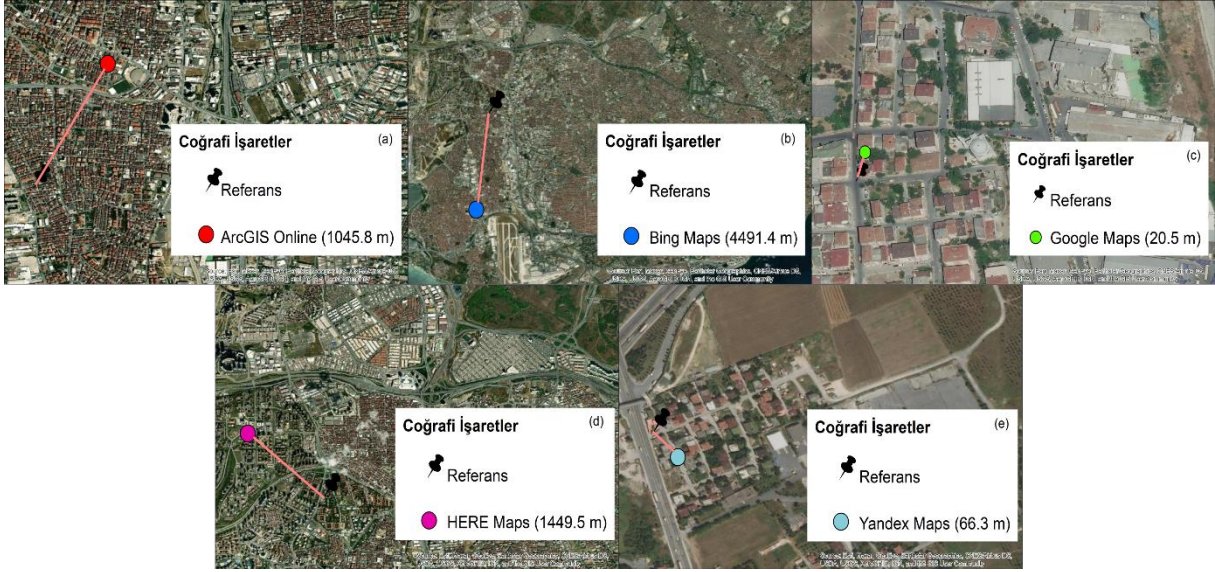 Coğrafi İşaretler
(a)
Referans
ArcGIS Online (1045.8 m)
Coğrafi İşaretler
(b)
Referans
Bing Maps (4491.4 m)
Coğrafi İşaretler
(c)
Referans
Google Maps (20.5 m)
Coğrafi İşaretler
(d)
Referans
HERE Maps (1449.5 m)
Coğrafi İşaretler
(e)
Referans
Yandex Maps (66.3 m)